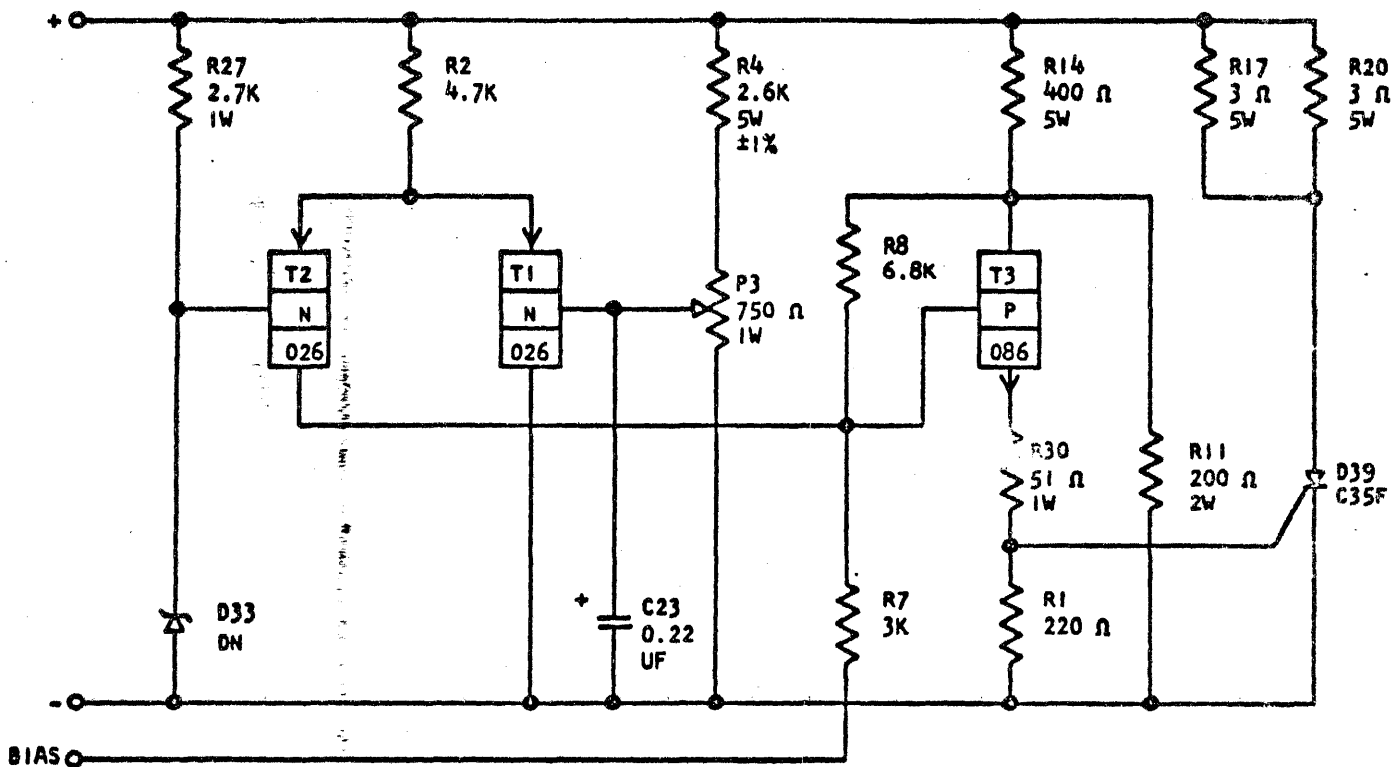 +
R27
2.7K
1W
R2
4.7K
R4
2.6K
5W
±1%
R14
400 Ω
5W
R17
3 Ω
5W
R20
3 Ω
5W
T2
N
026
T1
N
026
P3
750 Ω
1W
R8
6.8K
T3
P
086
R30
51 Ω
1W
R11
200 Ω
2W
D39
C35F
D33
DN
+
C23
0.22
UF
R7
3K
R1
220 Ω
-
BIAS